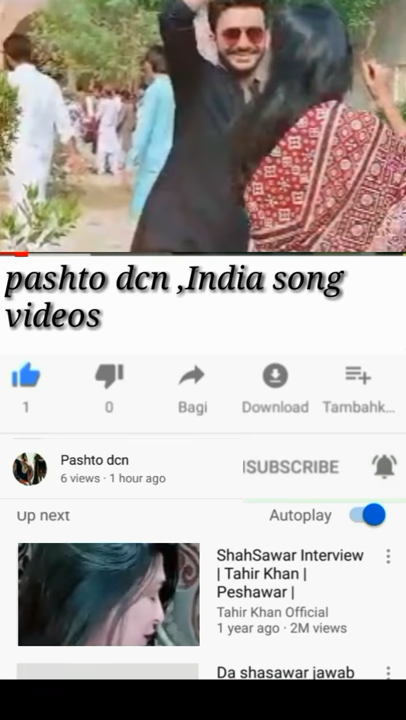 pashto dcn ,India song
videos
1
0
Bagi
Download
Tambahk...
Pashto dcn
6 views · 1 hour ago
SUBSCRIBE
Up next
Autoplay
ShahSawar Interview
| Tahir Khan |
Peshawar |
Tahir Khan Official
1 year ago · 2M views
Da shasawar jawab